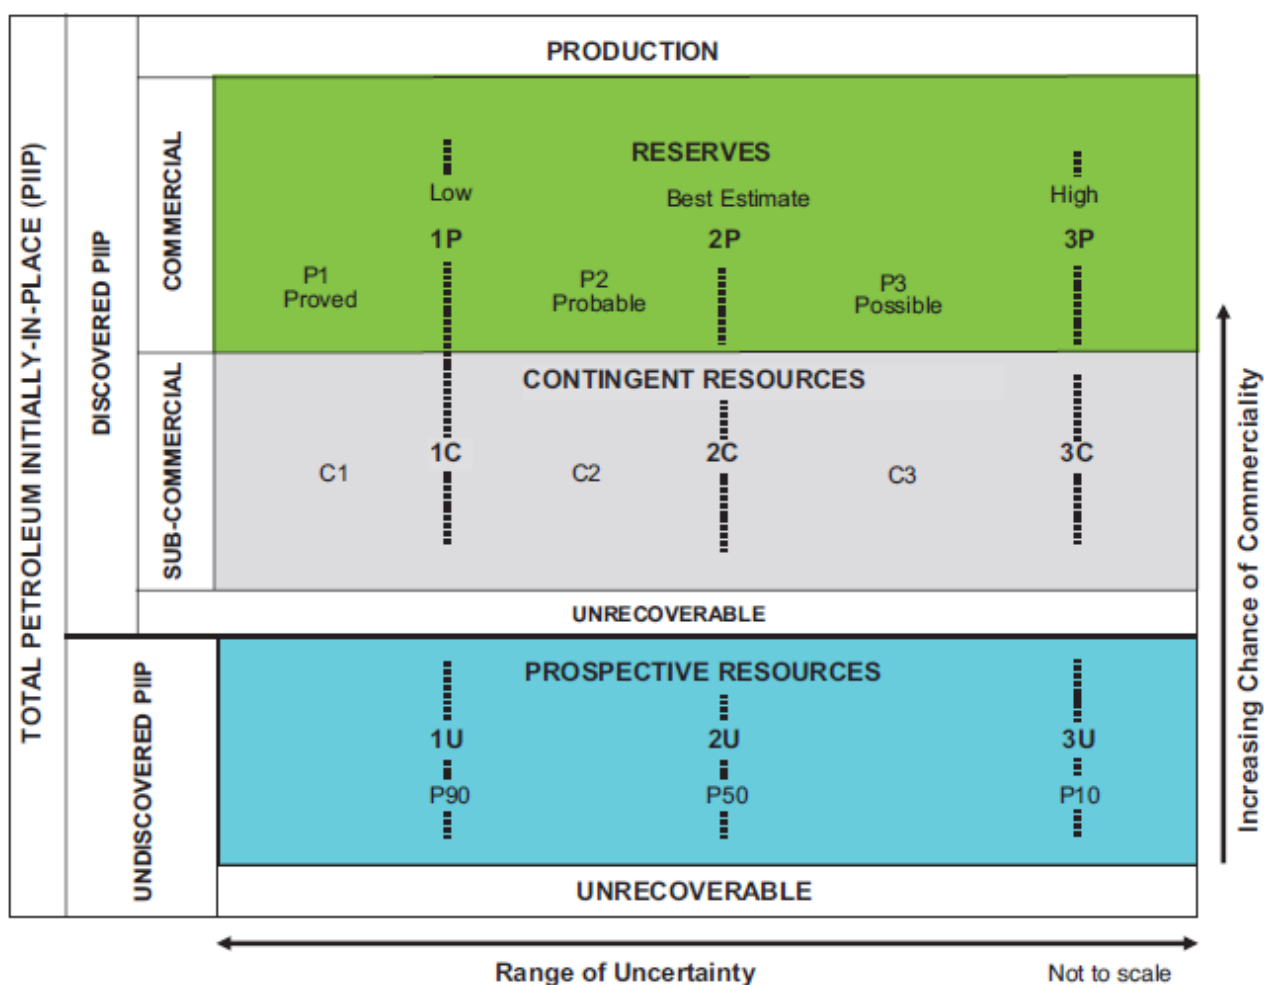 TOTAL PETROLEUM INITIALLY-IN-PLACE (PIIP)
DISCOVERED PIIP
UNDISCOVERED PIIP
COMMERCIAL
SUB-COMMERCIAL
PRODUCTION
RESERVES
Low
Best Estimate
High
1P
2P
3P
P1
Proved
P2
Probable
P3
Possible
CONTINGENT RESOURCES
1C
2C
3C
C1
C2
C3
UNRECOVERABLE
PROSPECTIVE RESOURCES
1U
2U
3U
P90
P50
P10
UNRECOVERABLE
Increasing Chance of Commerciality
Range of Uncertainty
Not to scale